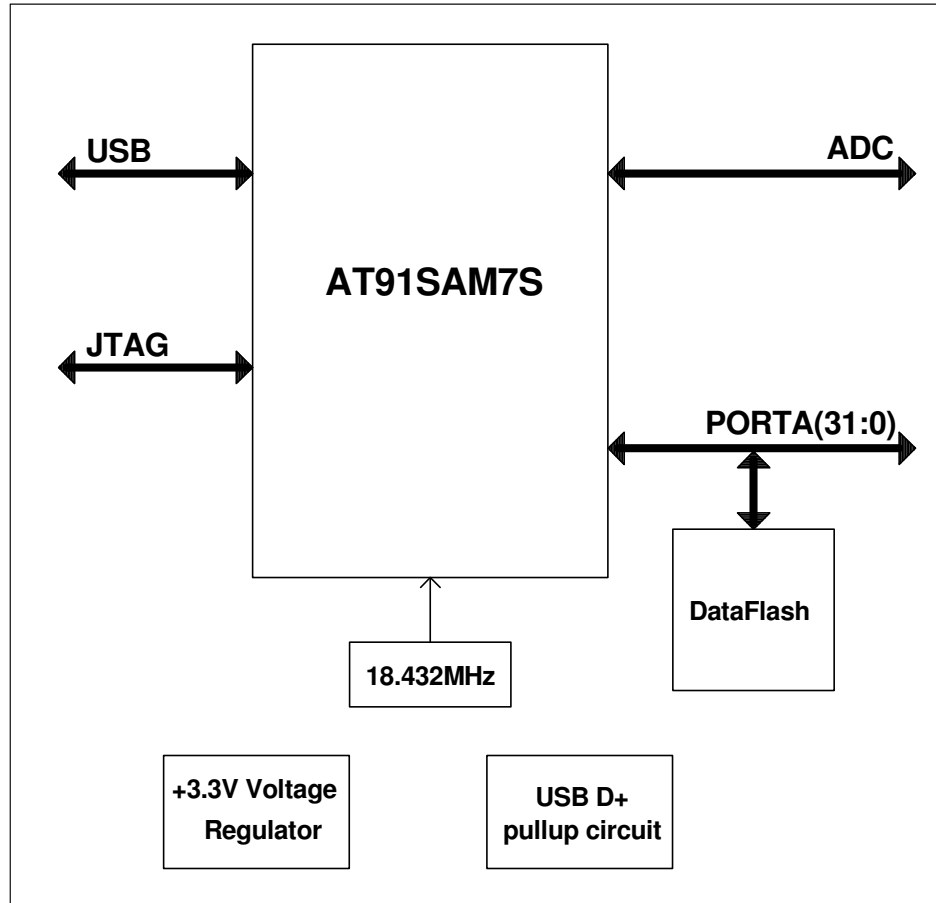 USB
ADC
AT91SAM7S
JTAG
PORTA(31:0)
DataFlash
18.432MHz
+3.3V Voltage
Regulator
USB D+
pullup circuit